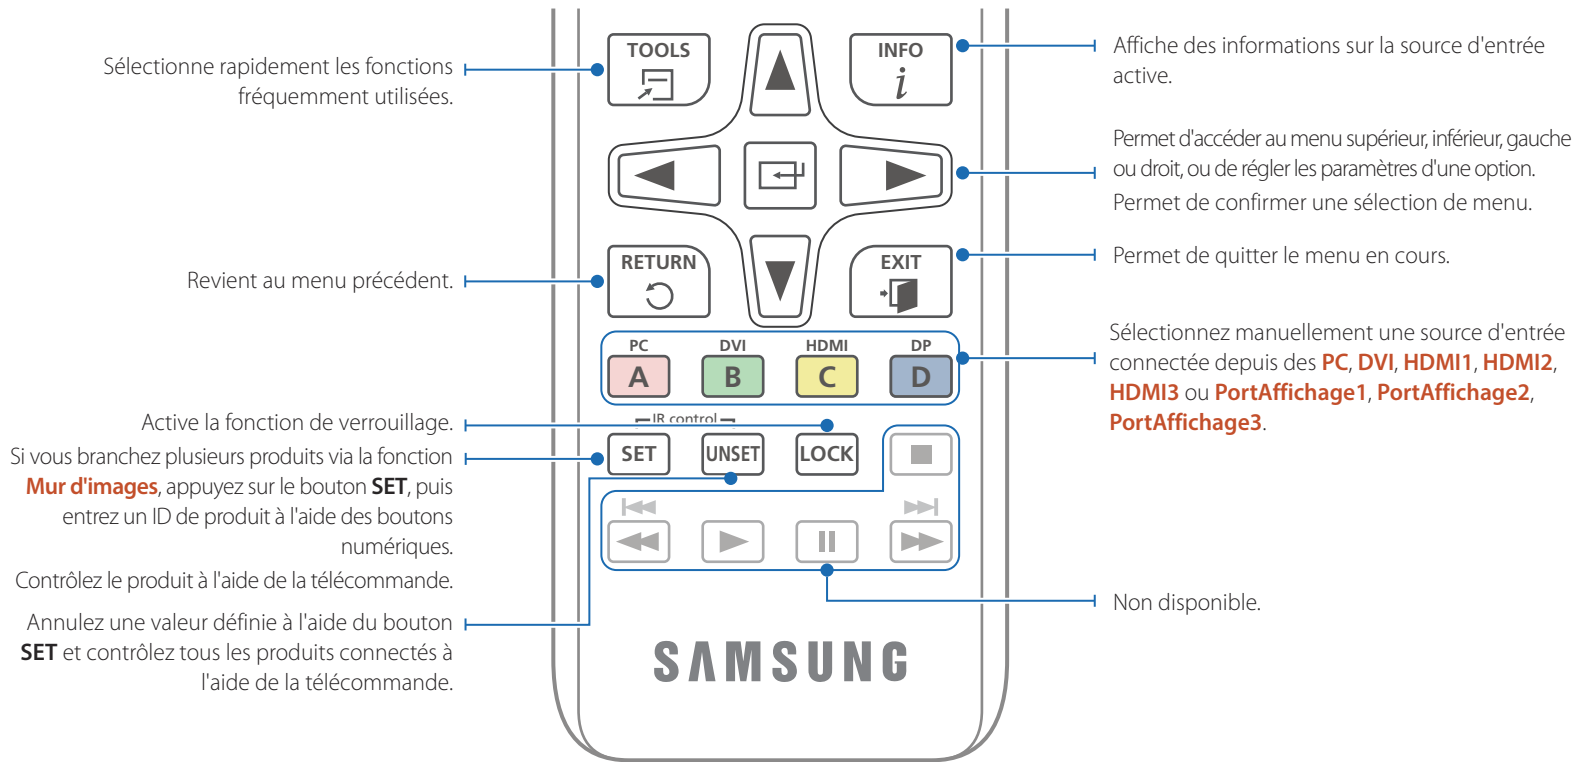 TOOLS
INFO
i
Sélectionne rapidement les fonctions
fréquemment utilisées.
Affiche des informations sur la source d'entrée
active.
Permet d'accéder au menu supérieur, inférieur, gauche
ou droit, ou de régler les paramètres d'une option.
Permet de confirmer une sélection de menu.
RETURN
EXIT
Revient au menu précédent.
Permet de quitter le menu en cours.
PC
DVI
HDMI
DP
A
B
C
D
Sélectionnez manuellement une source d'entrée
connectée depuis des PC, DVI, HDMI1, HDMI2,
HDMI3 ou PortAffichage1, PortAffichage2,
PortAffichage3.
IR control
SET
UNSET
LOCK
Active la fonction de verrouillage.
Si vous branchez plusieurs produits via la fonction
Mur d'images, appuyez sur le bouton SET, puis
entrez un ID de produit à l'aide des boutons
numériques.
Contrôlez le produit à l'aide de la télécommande.
Annulez une valeur définie à l'aide du bouton
SET et contrôlez tous les produits connectés à
l'aide de la télécommande.
Non disponible.
SAMSUNG